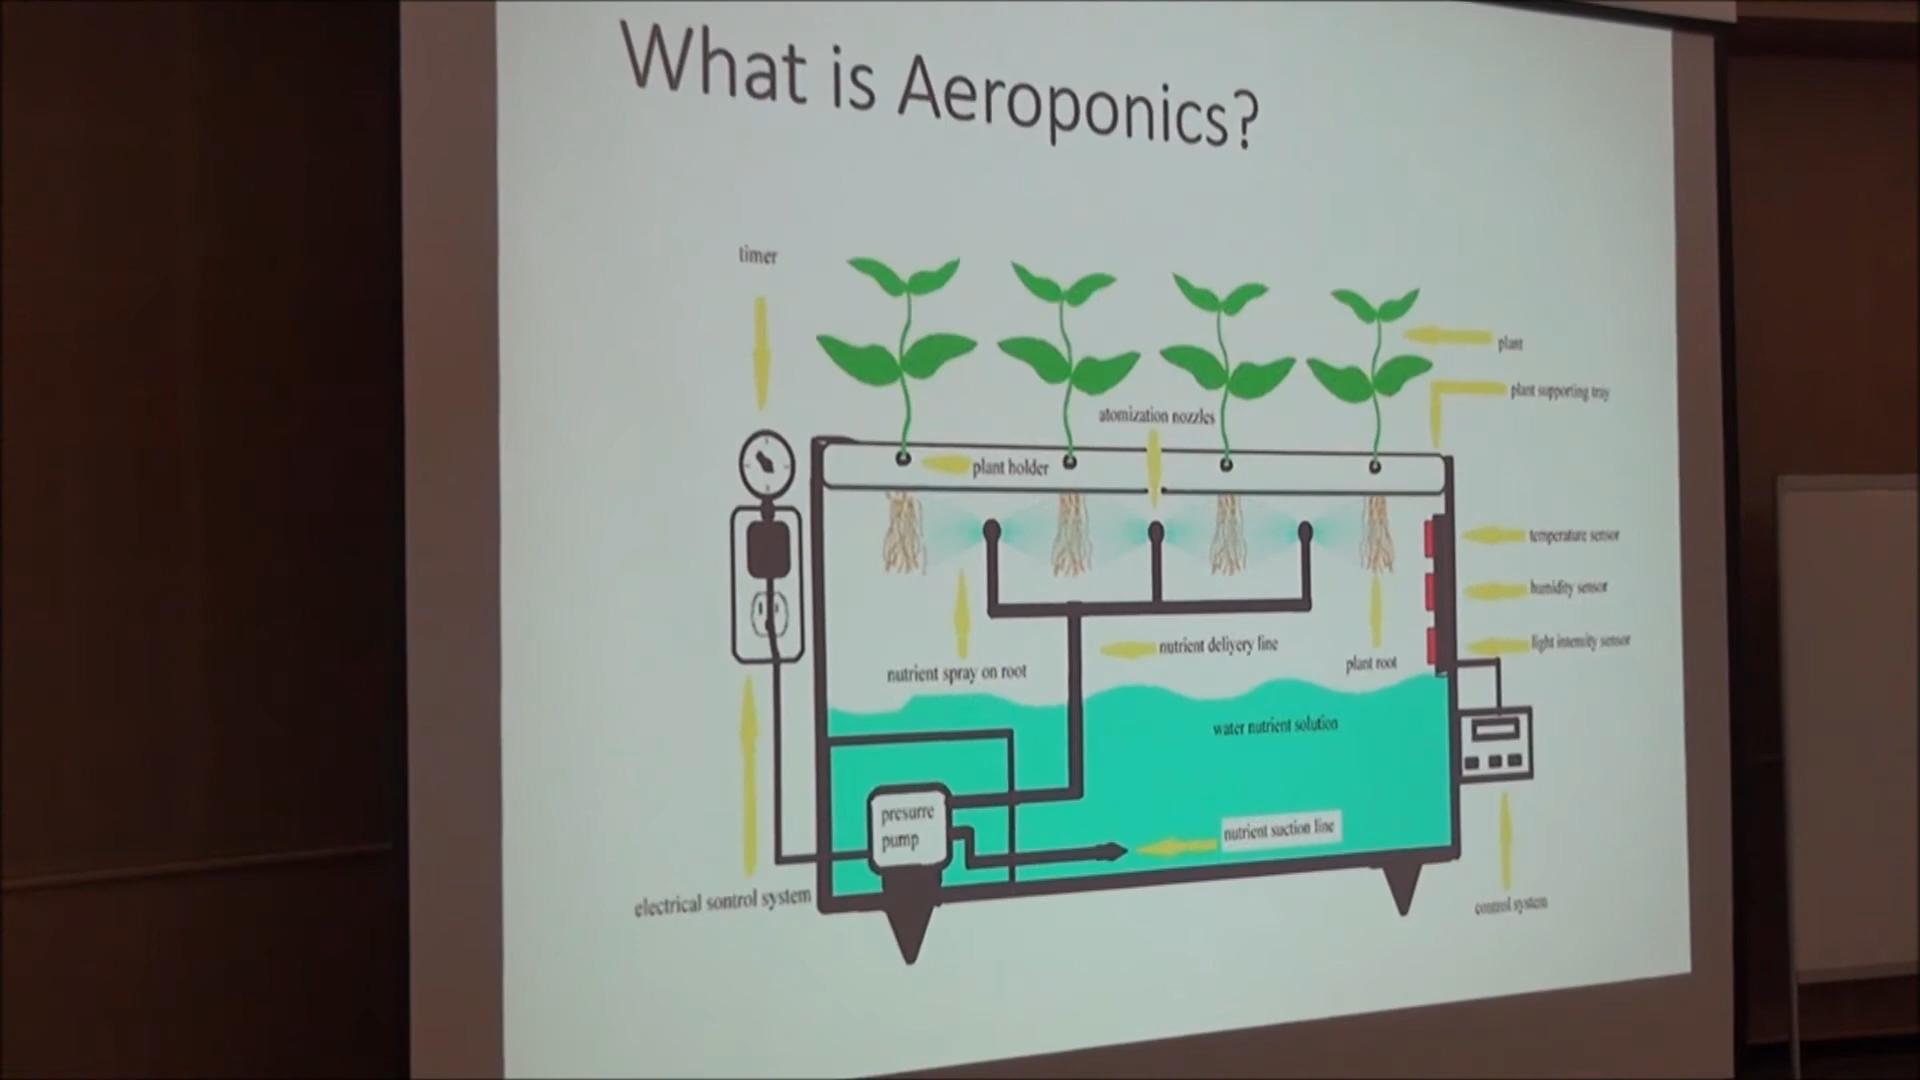 What is Aeroponics?
timer
plant
plant supporting tray
atomization nozzles
plant holder
temperature sensor
humidity sensor
light intensity sensor
nutrient delivery line
plant root
nutrient spray on root
water nutrient solution
presurre
pump
nutrient suction line
electrical sontrol system
control system